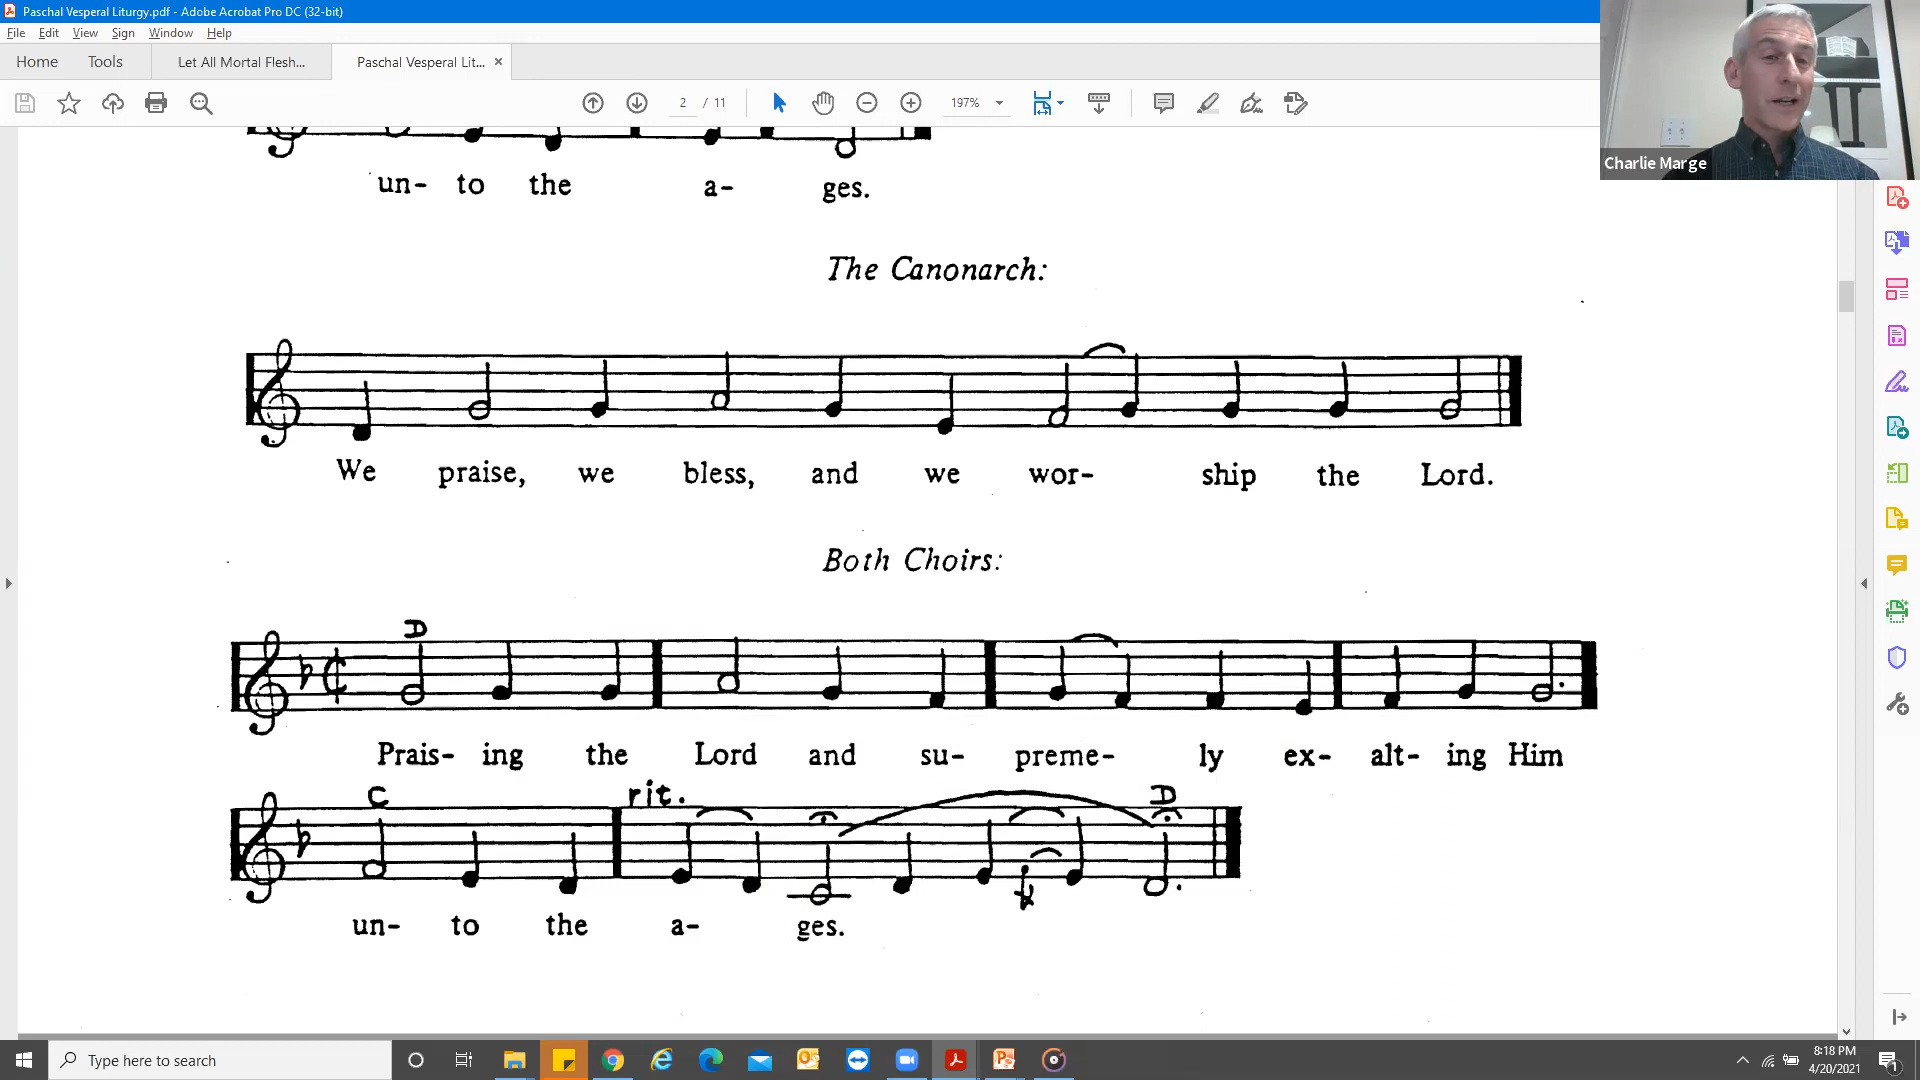 Paschal Vesperal Liturgy.pdf - Adobe Acrobat Pro DC (32-bit)
File Edit View Sign Window Help
Home Tools Let All Mortal Flesh... Paschal Vesperal Lit... ×
2 / 11 197%
Charlie Marge
un- to the a- ges.
The Canonarch:
We praise, we bless, and we wor- ship the Lord.
Both Choirs:
D
Prais- ing the Lord and su- preme- ly ex- alt- ing Him
C rit. D
un- to the a- ges.
Type here to search
8:18 PM
4/20/2021
1